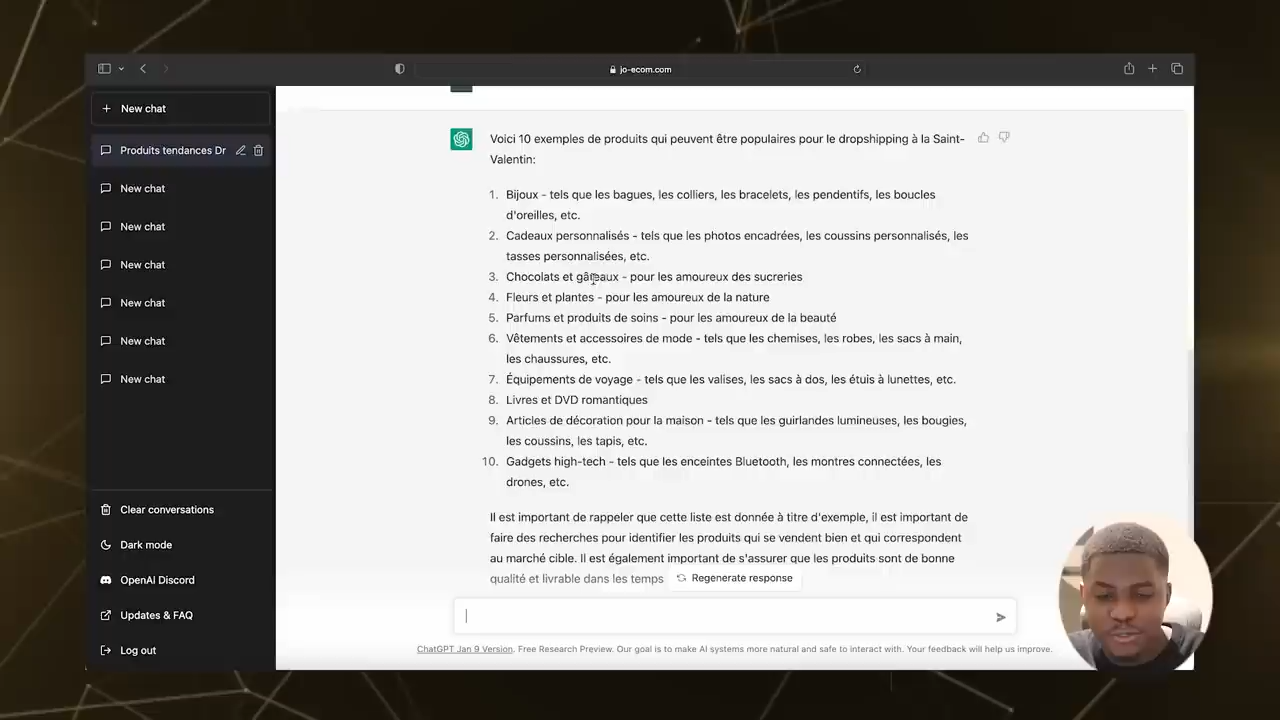 jo-ecom.com
New chat
Produits tendances Dr
New chat
New chat
New chat
New chat
New chat
New chat
Clear conversations
Dark mode
OpenAI Discord
Updates & FAQ
Log out
Voici 10 exemples de produits qui peuvent être populaires pour le dropshipping à la Saint-
Valentin:
1. Bijoux - tels que les bagues, les colliers, les bracelets, les pendentifs, les boucles
d'oreilles, etc.
2. Cadeaux personnalisés - tels que les photos encadrées, les coussins personnalisés, les
tasses personnalisées, etc.
3. Chocolats et gâteaux - pour les amoureux des sucreries
4. Fleurs et plantes - pour les amoureux de la nature
5. Parfums et produits de soins - pour les amoureux de la beauté
6. Vêtements et accessoires de mode - tels que les chemises, les robes, les sacs à main,
les chaussures, etc.
7. Équipements de voyage - tels que les valises, les sacs à dos, les étuis à lunettes, etc.
8. Livres et DVD romantiques
9. Articles de décoration pour la maison - tels que les guirlandes lumineuses, les bougies,
les coussins, les tapis, etc.
10. Gadgets high-tech - tels que les enceintes Bluetooth, les montres connectées, les
drones, etc.
Il est important de rappeler que cette liste est donnée à titre d'exemple, il est important de
faire des recherches pour identifier les produits qui se vendent bien et qui correspondent
au marché cible. Il est également important de s'assurer que les produits sont de bonne
qualité et livrable dans les temps
Regenerate response
ChatGPT Jan 9 Version. Free Research Preview. Our goal is to make AI systems more natural and safe to interact with. Your feedback will help us improve.